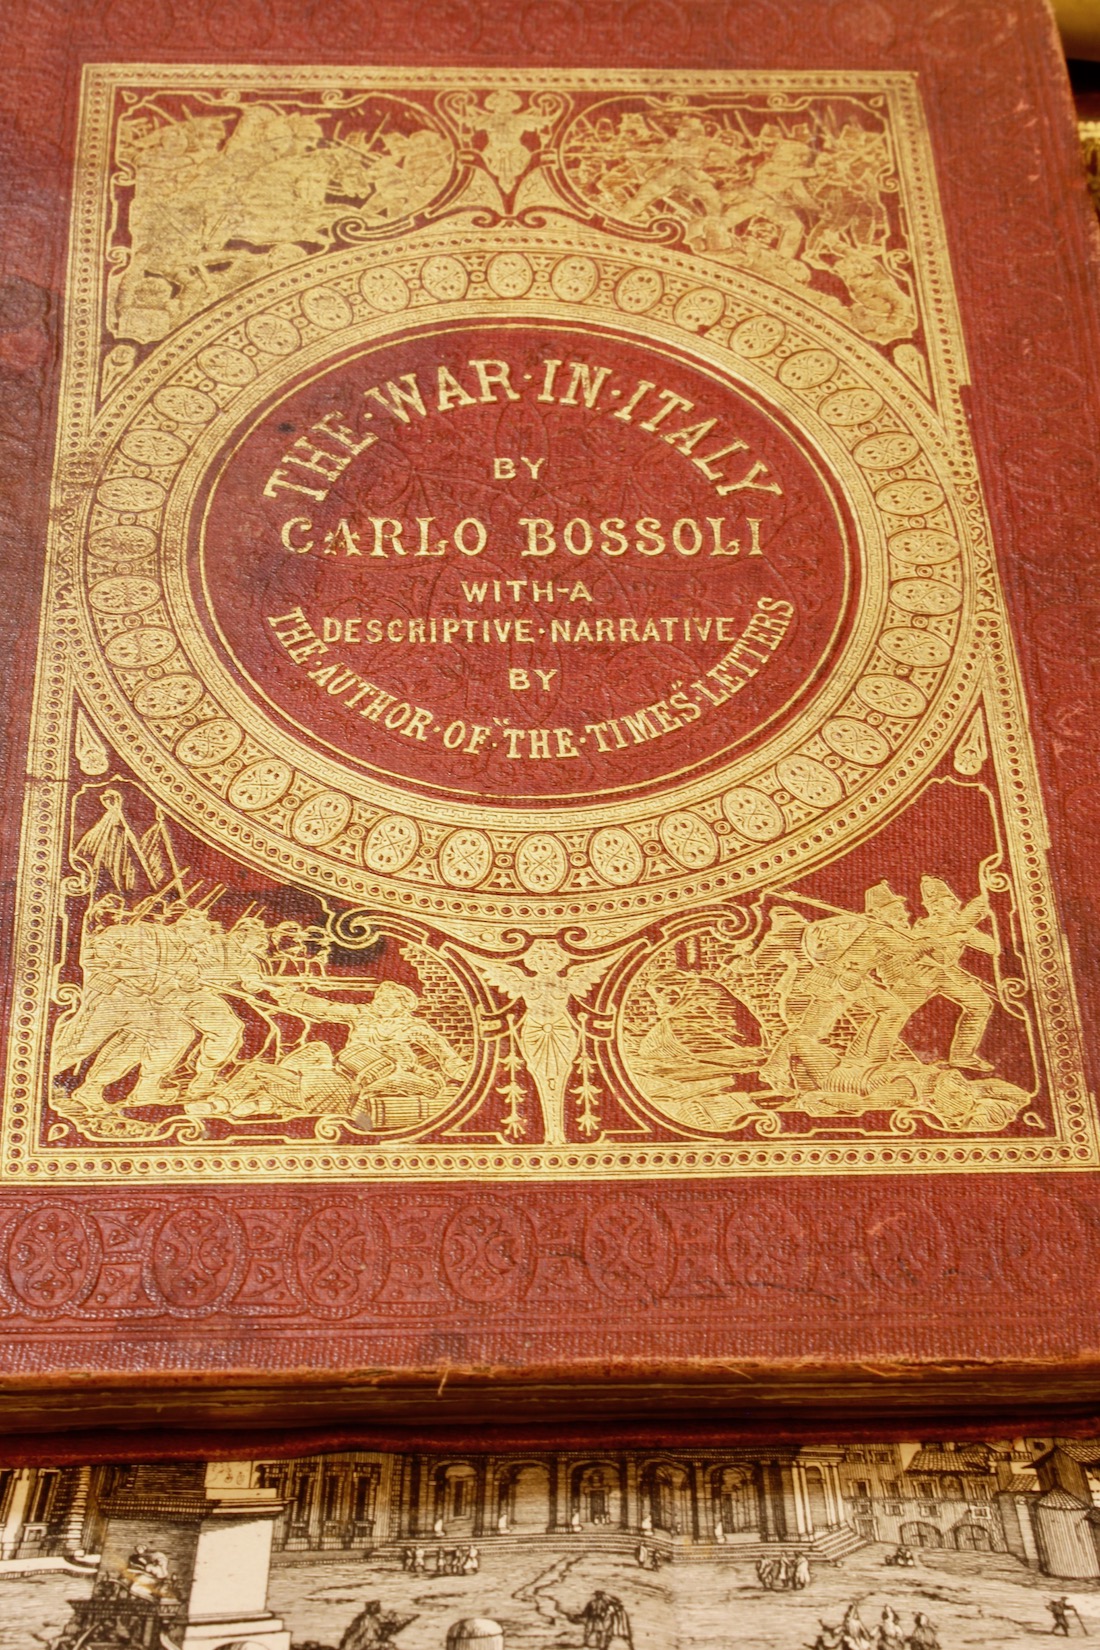 THE·WAR·IN·ITALY
BY
CARLO BOSSOLI
WITH-A
DESCRIPTIVE·NARRATIVE
BY
THE·AUTHOR·OF·"THE·TIMES"·LETTERS